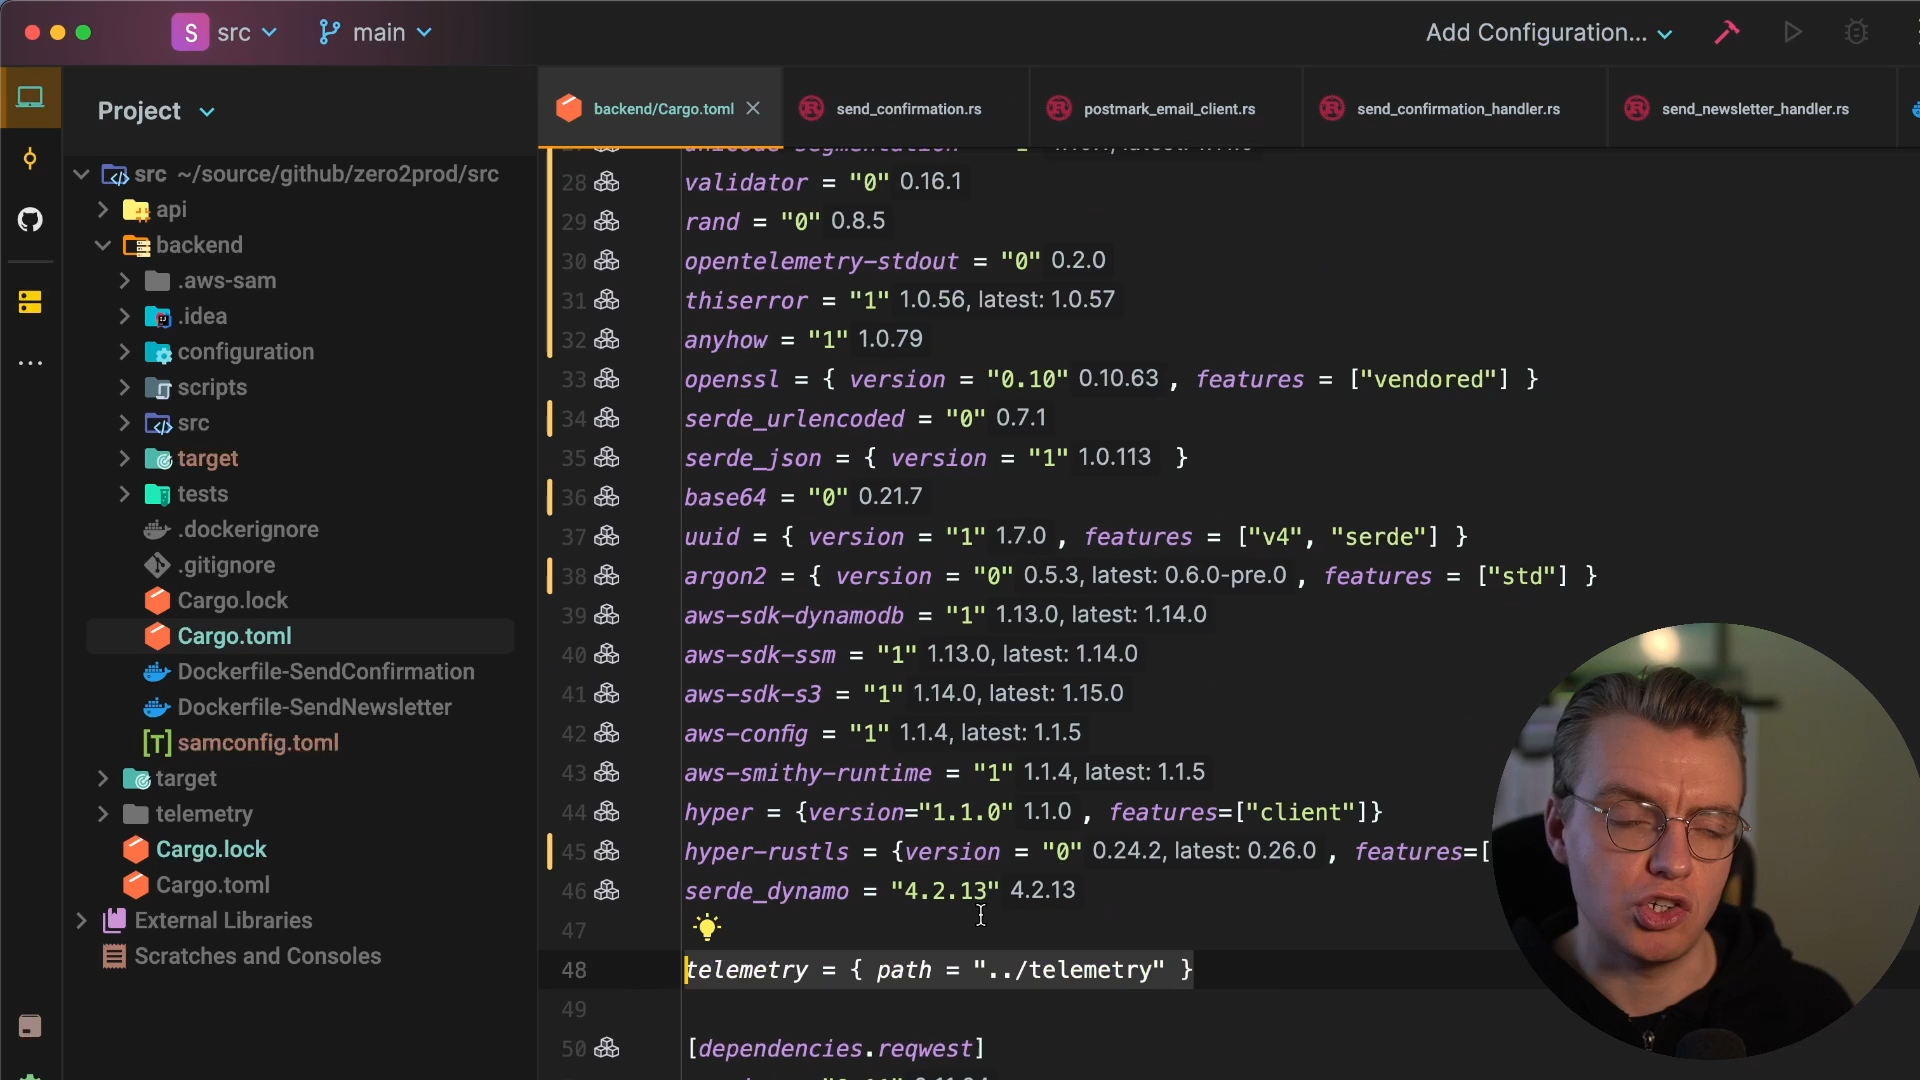 S src main Add Configuration...
Project
backend/Cargo.toml send_confirmation.rs postmark_email_client.rs send_confirmation_handler.rs send_newsletter_handler.rs
src ~/source/github/zero2prod/src
api
backend
.aws-sam
.idea
configuration
scripts
src
target
tests
.dockerignore
.gitignore
Cargo.lock
Cargo.toml
Dockerfile-SendConfirmation
Dockerfile-SendNewsletter
[T] samconfig.toml
target
telemetry
Cargo.lock
Cargo.toml
External Libraries
Scratches and Consoles
28 validator = "0" 0.16.1
29 rand = "0" 0.8.5
30 opentelemetry-stdout = "0" 0.2.0
31 thiserror = "1" 1.0.56, latest: 1.0.57
32 anyhow = "1" 1.0.79
33 openssl = { version = "0.10" 0.10.63 , features = ["vendored"] }
34 serde_urlencoded = "0" 0.7.1
35 serde_json = { version = "1" 1.0.113 }
36 base64 = "0" 0.21.7
37 uuid = { version = "1" 1.7.0 , features = ["v4", "serde"] }
38 argon2 = { version = "0" 0.5.3, latest: 0.6.0-pre.0 , features = ["std"] }
39 aws-sdk-dynamodb = "1" 1.13.0, latest: 1.14.0
40 aws-sdk-ssm = "1" 1.13.0, latest: 1.14.0
41 aws-sdk-s3 = "1" 1.14.0, latest: 1.15.0
42 aws-config = "1" 1.1.4, latest: 1.1.5
43 aws-smithy-runtime = "1" 1.1.4, latest: 1.1.5
44 hyper = {version="1.1.0" 1.1.0 , features=["client"]}
45 hyper-rustls = {version = "0" 0.24.2, latest: 0.26.0 , features=[
46 serde_dynamo = "4.2.13" 4.2.13
47
48 telemetry = { path = "../telemetry" }
49
50 [dependencies.reqwest]